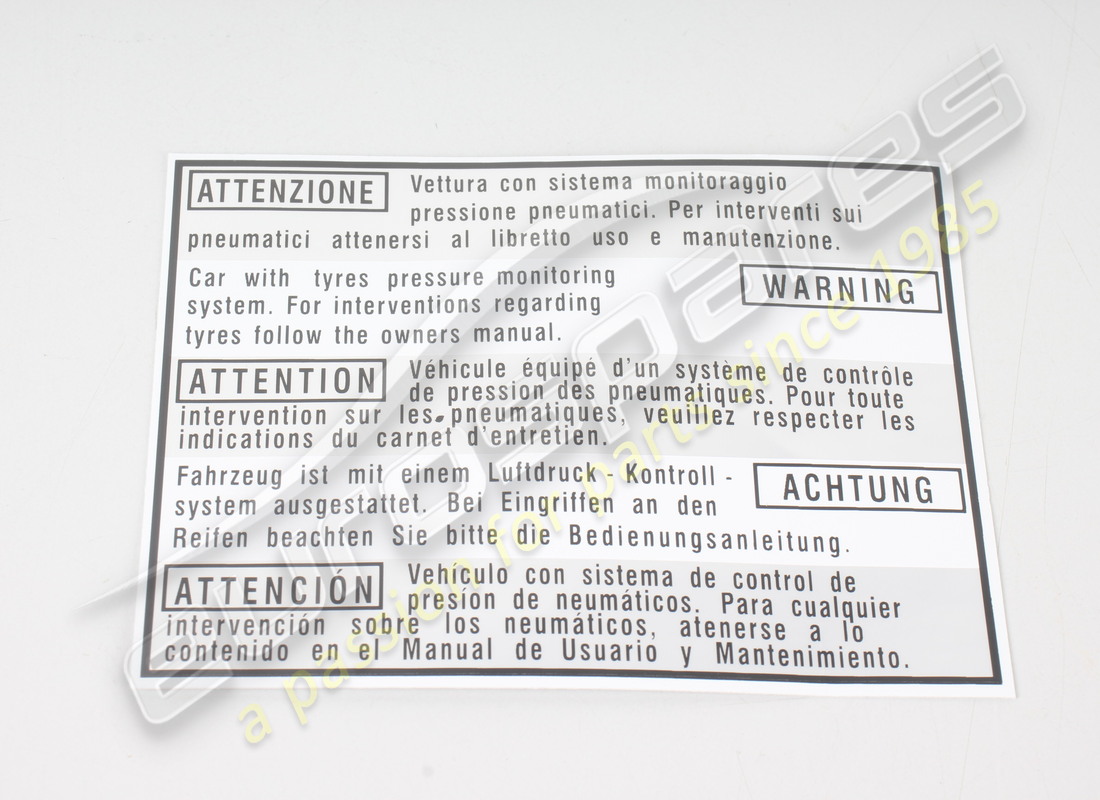 ATTENZIONE Vettura con sistema monitoraggio
pressione pneumatici. Per interventi sui
pneumatici attenersi al libretto uso e manutenzione.
Car with tyres pressure monitoring
system. For interventions regarding
tyres follow the owners manual.
WARNING
ATTENTION Véhicule équipé d'un système de contrôle
de pression des pneumatiques. Pour toute
intervention sur les pneumatiques, veuillez respecter les
indications du carnet d'entretien.
Fahrzeug ist mit einem Luftdruck - Kontroll -
system ausgestattet. Bei Eingriffen an den
Reifen beachten Sie bitte die Bedienungsanleitung.
ACHTUNG
ATTENCIÓN Vehículo con sistema de control de
presión de neumáticos. Para cualquier
intervención sobre los neumáticos, atenerse a lo
contenido en el Manual de Usuario y Mantenimiento.
eurospares
a passion for parts since 1985